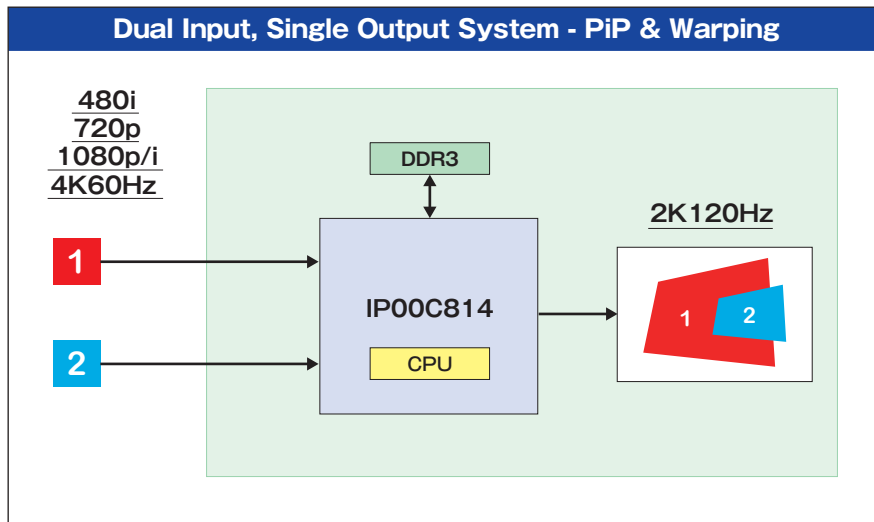 Dual Input, Single Output System - PiP & Warping
480i
720p
1080p/i
4K60Hz
DDR3
2K120Hz
1
IP00C814
1
2
2
CPU